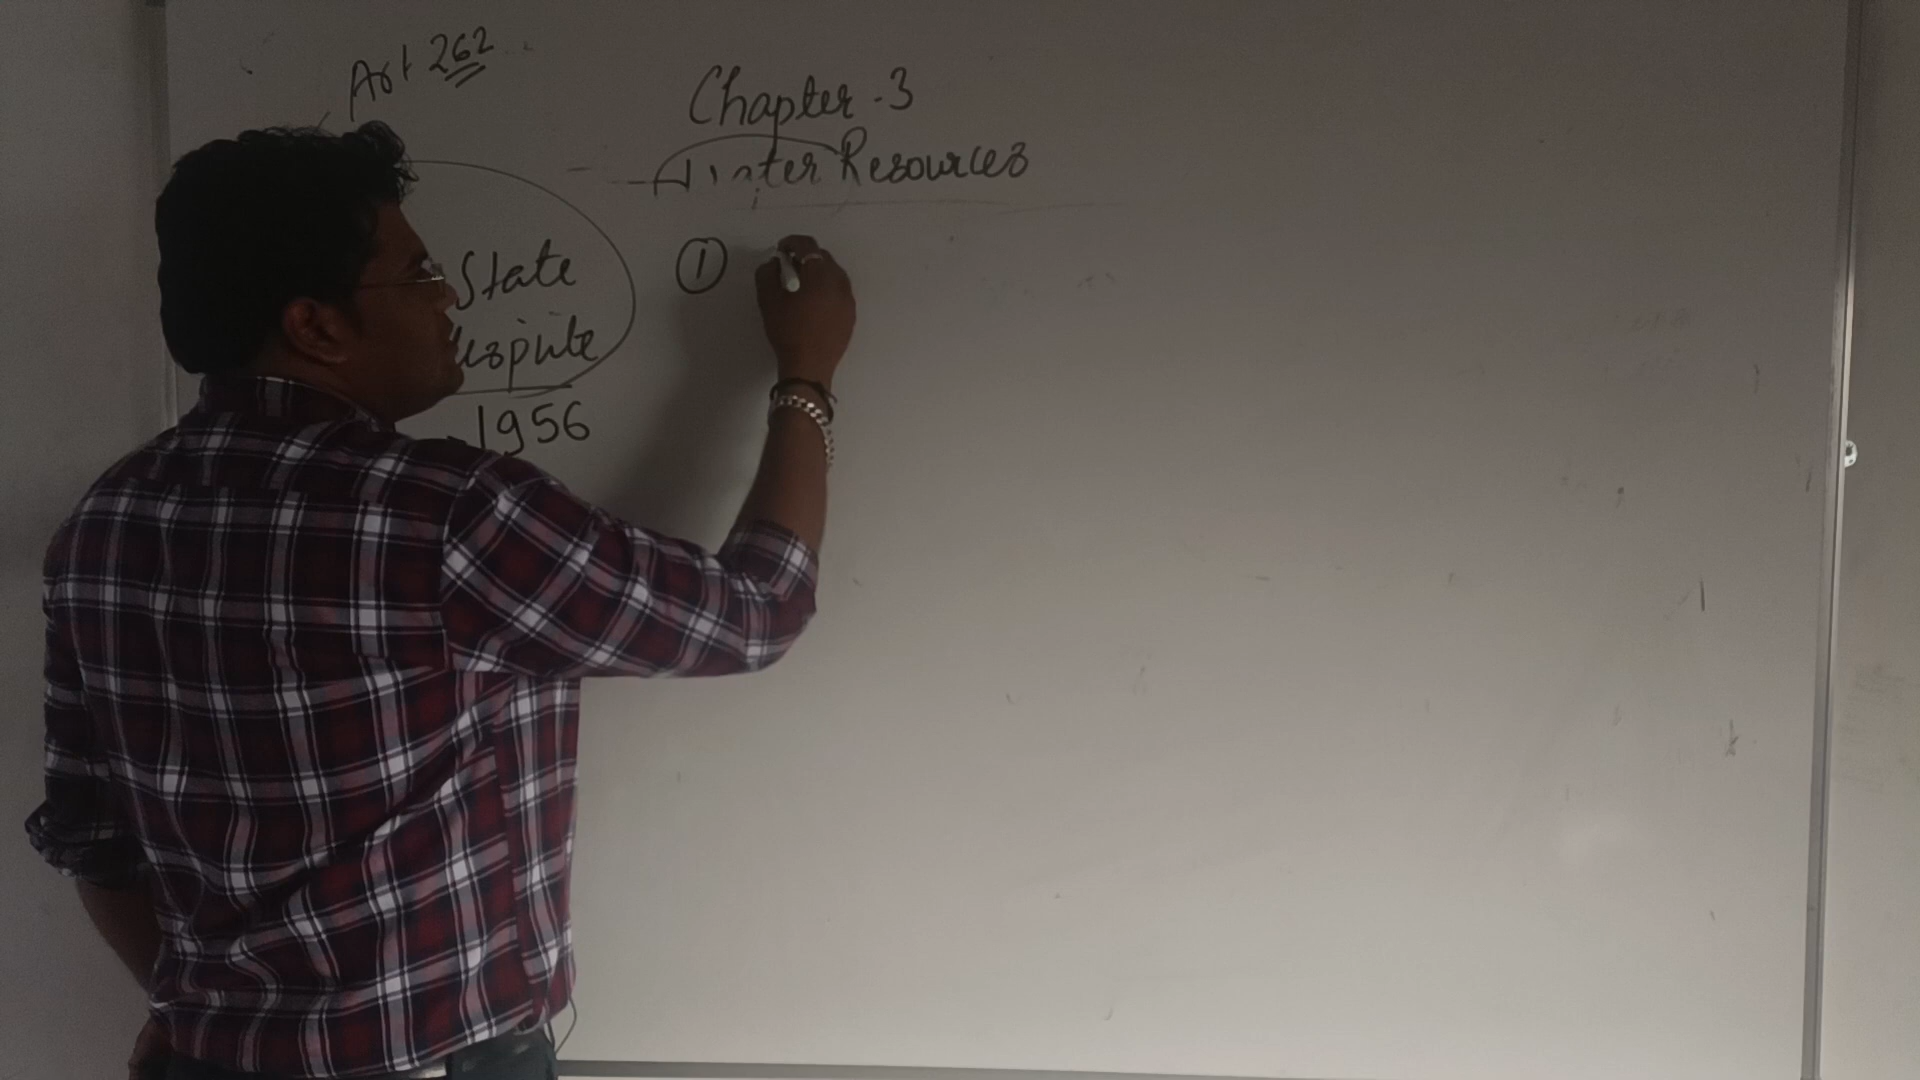 Art 262
Chapter-3
Water Resources
State
1956
①